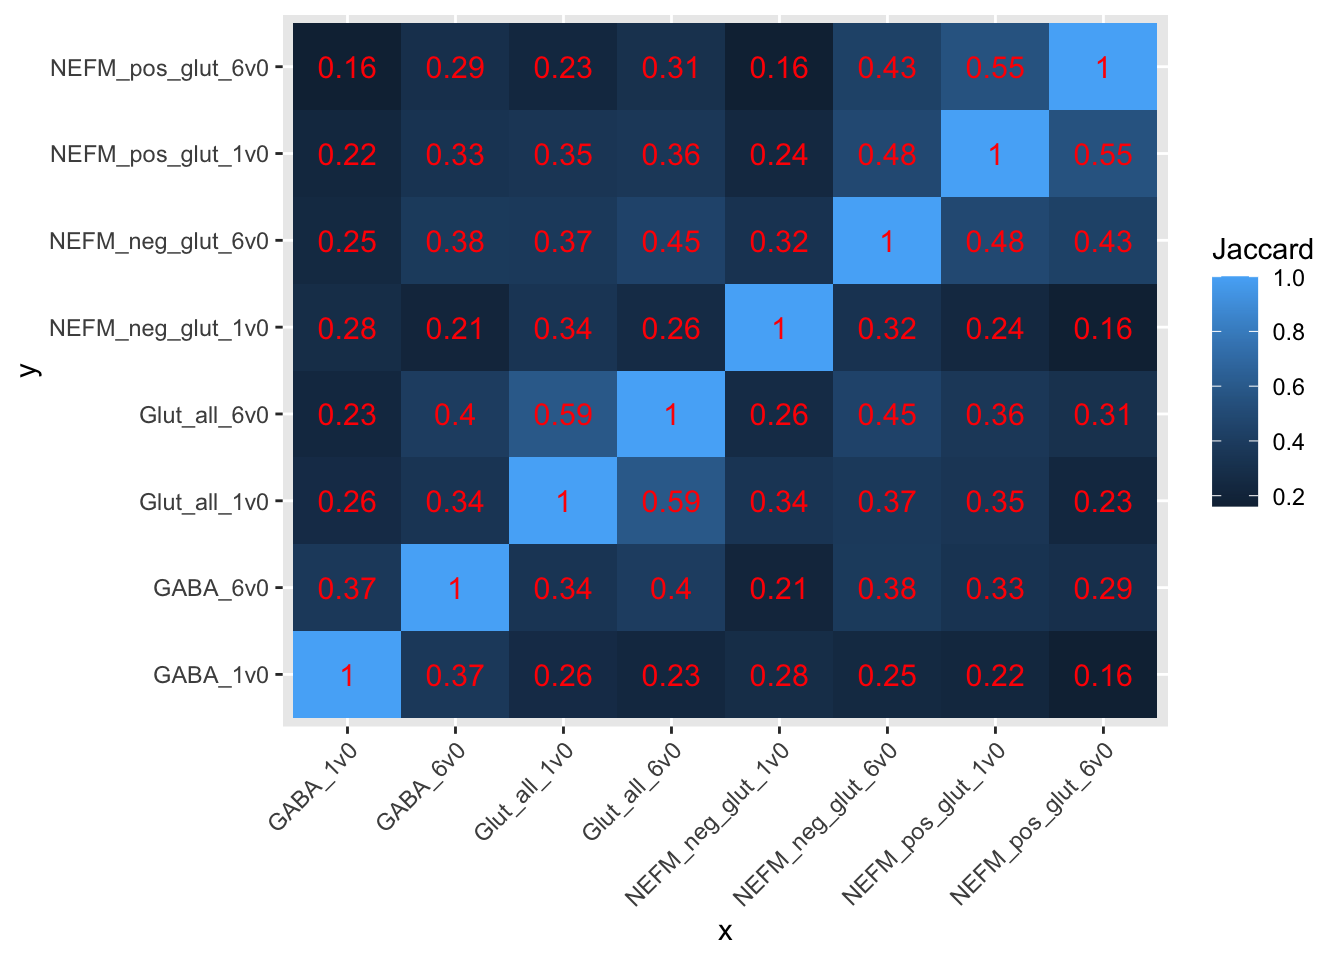 NEFM_pos_glut_6v0 0.16 0.29 0.23 0.31 0.16 0.43 0.55 1
NEFM_pos_glut_1v0 0.22 0.33 0.35 0.36 0.24 0.48 1 0.55
NEFM_neg_glut_6v0 0.25 0.38 0.37 0.45 0.32 1 0.48 0.43
NEFM_neg_glut_1v0 0.28 0.21 0.34 0.26 1 0.32 0.24 0.16
y
Glut_all_6v0 0.23 0.4 0.59 1 0.26 0.45 0.36 0.31
Glut_all_1v0 0.26 0.34 1 0.59 0.34 0.37 0.35 0.23
GABA_6v0 0.37 1 0.34 0.4 0.21 0.38 0.33 0.29
GABA_1v0 1 0.37 0.26 0.23 0.28 0.25 0.22 0.16
GABA_1v0 GABA_6v0 Glut_all_1v0 Glut_all_6v0 NEFM_neg_glut_1v0 NEFM_neg_glut_6v0 NEFM_pos_glut_1v0 NEFM_pos_glut_6v0
x
Jaccard
1.0
0.8
0.6
0.4
0.2